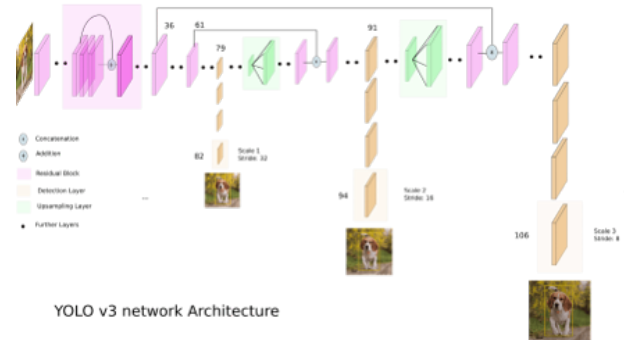 36
61
79
91
82
Scale 1
Stride: 32
94
Scale 2
Stride: 16
106
Scale 3
Stride: 8
Concatenation
Addition
Residual Block
Detection Layer
Upsampling Layer
...
Further Layers
YOLO v3 network Architecture